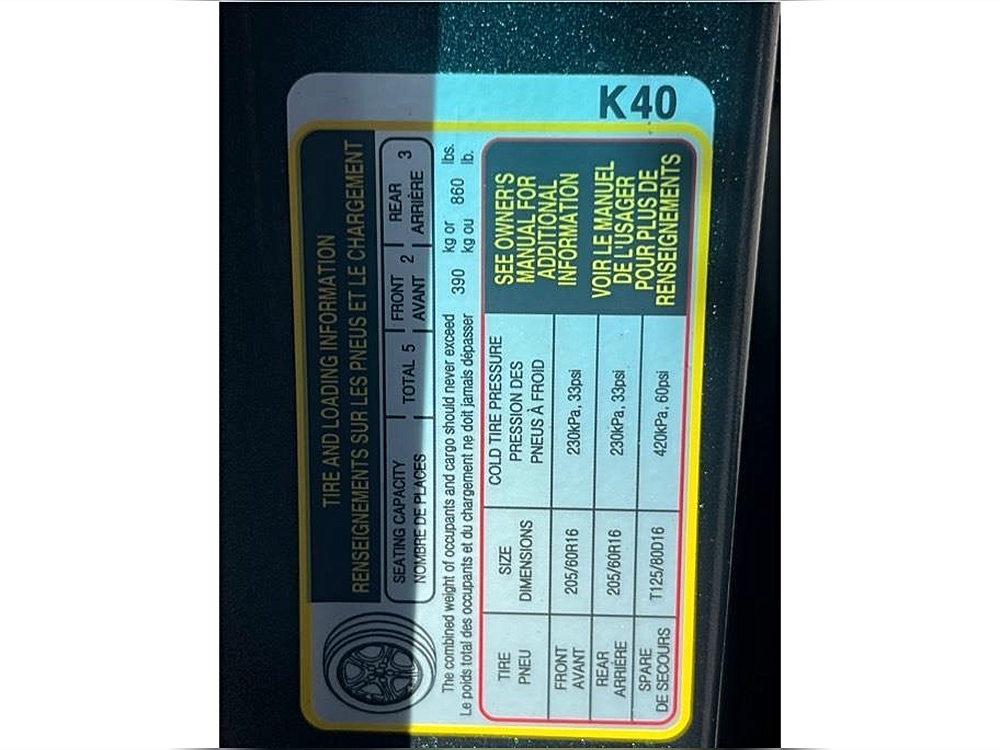 K40
TIRE AND LOADING INFORMATION
RENSEIGNEMENTS SUR LES PNEUS ET LE CHARGEMENT
SEATING CAPACITY
NOMBRE DE PLACES
TOTAL 5
FRONT
AVANT 2
REAR
ARRIÈRE 3
The combined weight of occupants and cargo should never exceed 390 kg or 860 lbs.
Le poids total des occupants et du chargement ne doit jamais dépasser kg ou lb.
TIRE
PNEU
SIZE
DIMENSIONS
COLD TIRE PRESSURE
PRESSION DES
PNEUS À FROID
FRONT
AVANT
205/60R16
230kPa, 33psi
REAR
ARRIÈRE
205/60R16
230kPa, 33psi
SPARE
DE SECOURS
T125/80D16
420kPa, 60psi
SEE OWNER'S
MANUAL FOR
ADDITIONAL
INFORMATION
VOIR LE MANUEL
DE L'USAGER
POUR PLUS DE
RENSEIGNEMENTS